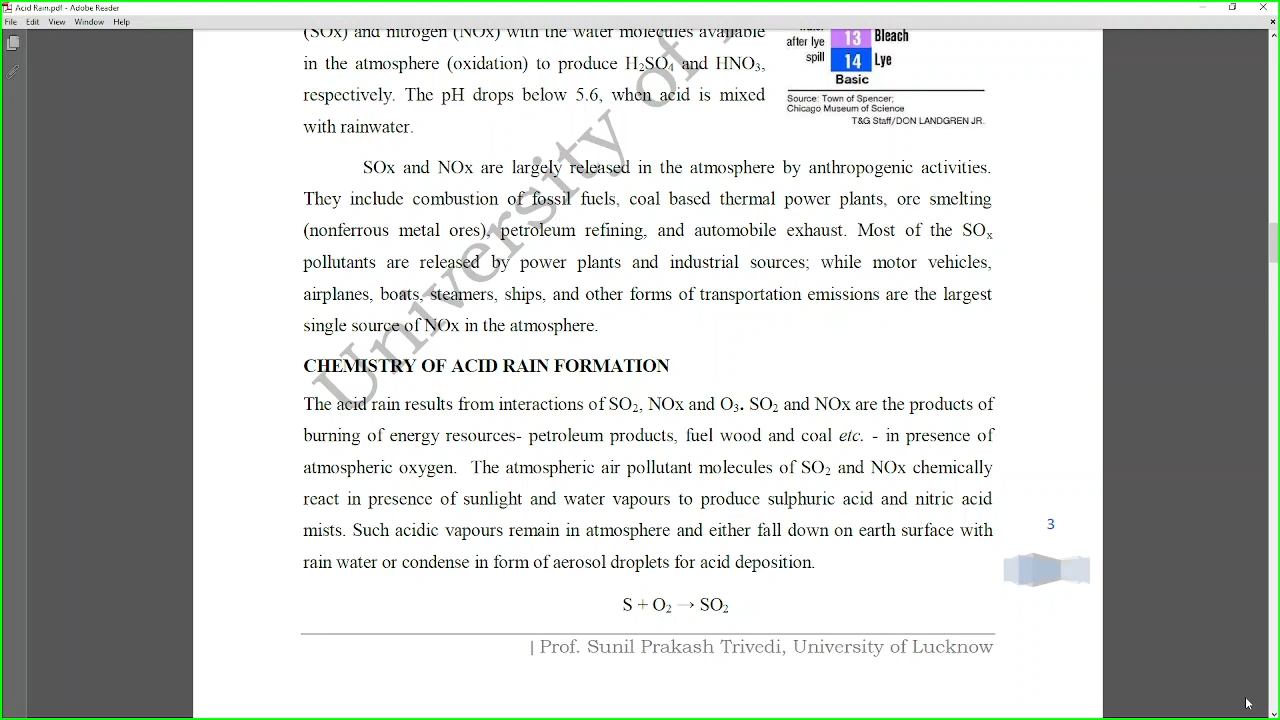 Acid Rain.pdf - Adobe Reader
File Edit View Window Help
(SOx) and nitrogen (NOx) with the water molecules available
in the atmosphere (oxidation) to produce H₂SO₄ and HNO₃,
respectively. The pH drops below 5.6, when acid is mixed
with rainwater.
after lye
spill
13 Bleach
14 Lye
Basic
Source: Town of Spencer;
Chicago Museum of Science
T&G Staff/DON LANDGREN JR.
SOx and NOx are largely released in the atmosphere by anthropogenic activities.
They include combustion of fossil fuels, coal based thermal power plants, ore smelting
(nonferrous metal ores), petroleum refining, and automobile exhaust. Most of the SOₓ
pollutants are released by power plants and industrial sources; while motor vehicles,
airplanes, boats, steamers, ships, and other forms of transportation emissions are the largest
single source of NOx in the atmosphere.
CHEMISTRY OF ACID RAIN FORMATION
The acid rain results from interactions of SO₂, NOx and O₃. SO₂ and NOx are the products of
burning of energy resources- petroleum products, fuel wood and coal etc. - in presence of
atmospheric oxygen. The atmospheric air pollutant molecules of SO₂ and NOx chemically
react in presence of sunlight and water vapours to produce sulphuric acid and nitric acid
mists. Such acidic vapours remain in atmosphere and either fall down on earth surface with
rain water or condense in form of aerosol droplets for acid deposition.
S + O₂ → SO₂
3
| Prof. Sunil Prakash Trivedi, University of Lucknow
University of